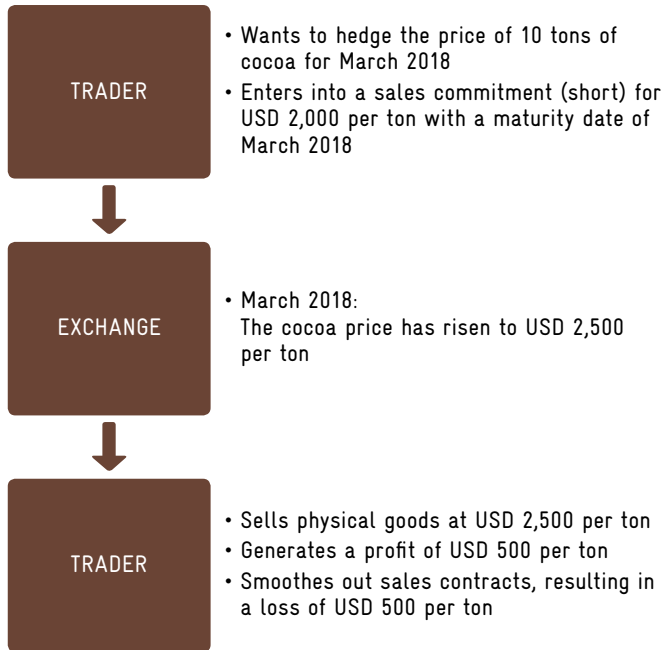 TRADER
• Wants to hedge the price of 10 tons of
cocoa for March 2018
• Enters into a sales commitment (short) for
USD 2,000 per ton with a maturity date of
March 2018
EXCHANGE
• March 2018:
The cocoa price has risen to USD 2,500
per ton
TRADER
• Sells physical goods at USD 2,500 per ton
• Generates a profit of USD 500 per ton
• Smoothes out sales contracts, resulting in
a loss of USD 500 per ton